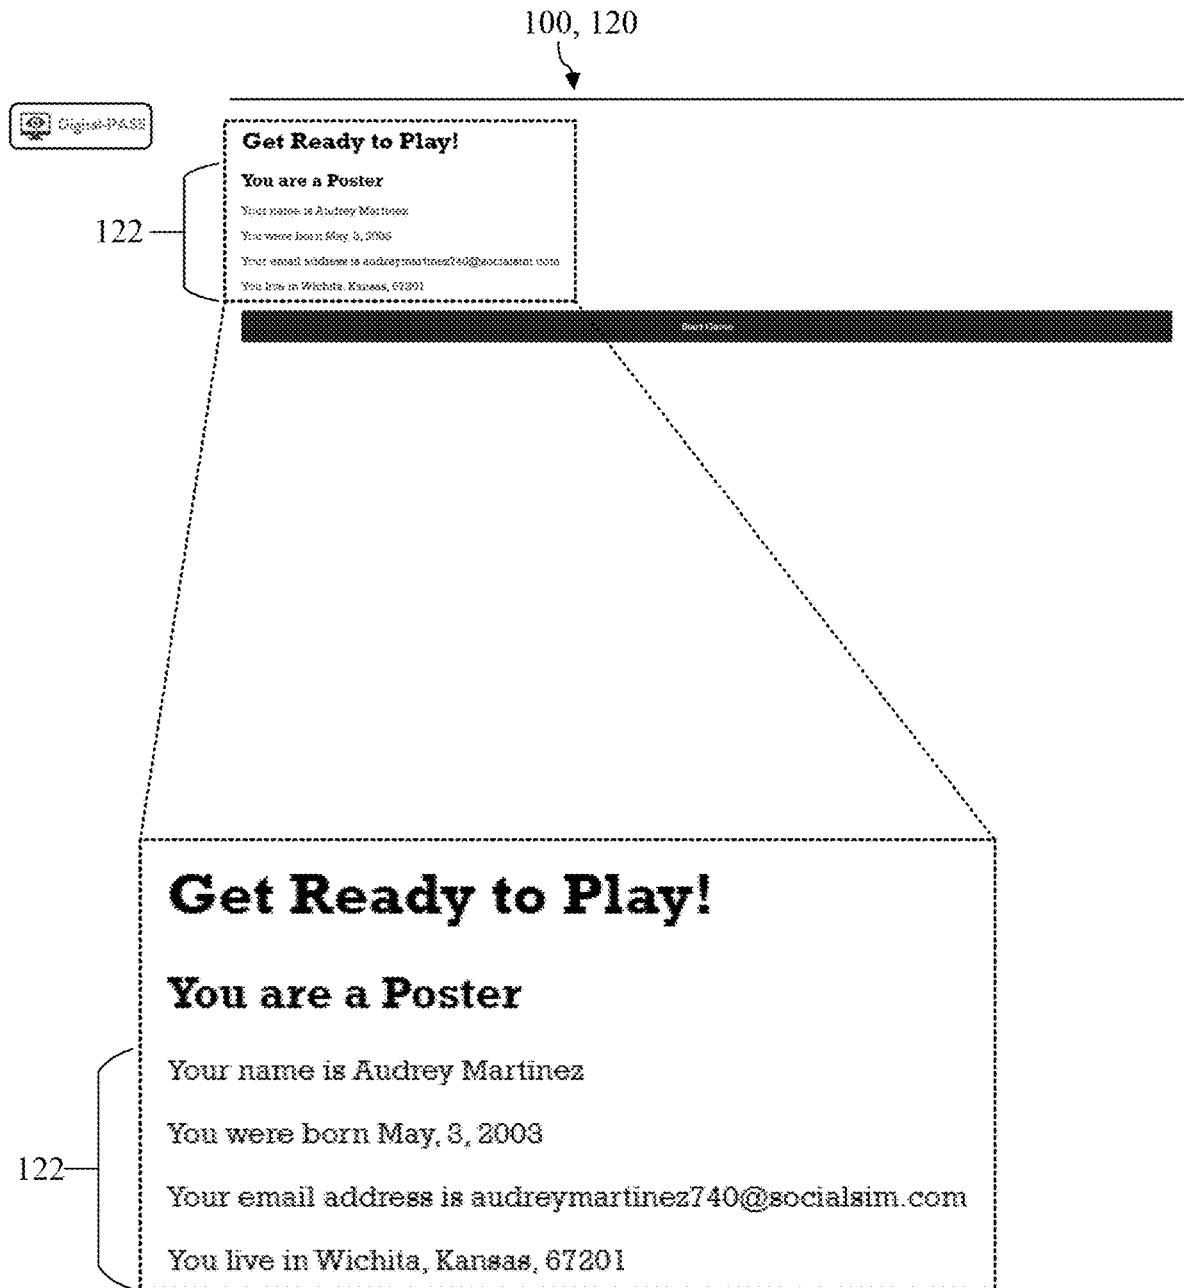 100, 120
Digital-PASE
Get Ready to Play!
You are a Poster
Your name is Audrey Martinez
You were born May, 3, 2003
Your email address is audreymartinez740@socialsim.com
You live in Wichita, Kansas, 67201
122
Start Game
Get Ready to Play!
You are a Poster
Your name is Audrey Martinez
You were born May, 3, 2003
Your email address is audreymartinez740@socialsim.com
You live in Wichita, Kansas, 67201
122